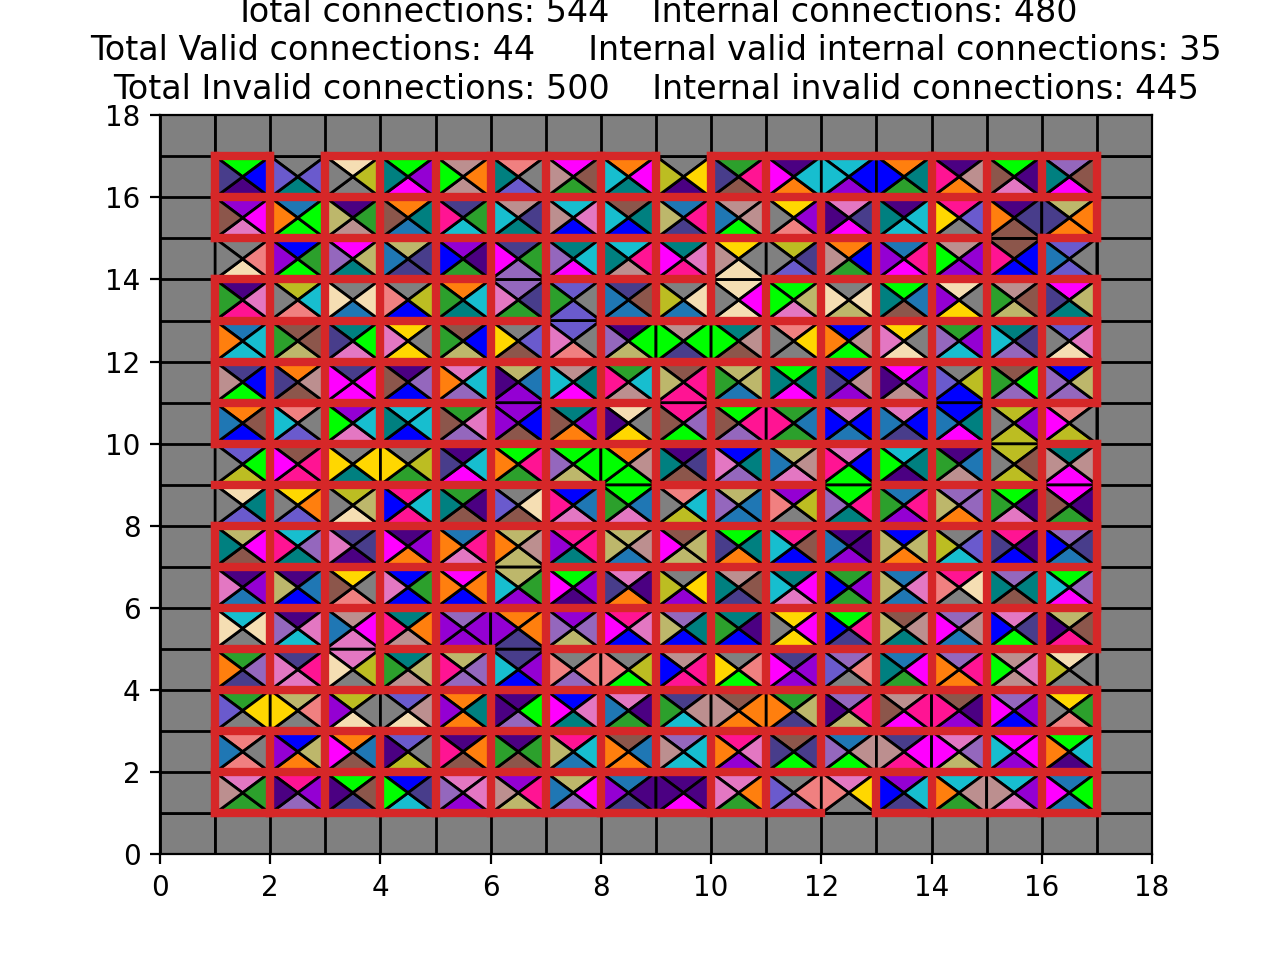 Total connections: 544    Internal connections: 480
Total Valid connections: 44     Internal valid internal connections: 35
Total Invalid connections: 500    Internal invalid connections: 445
18
16
14
12
10
8
6
4
2
0
0 2 4 6 8 10 12 14 16 18